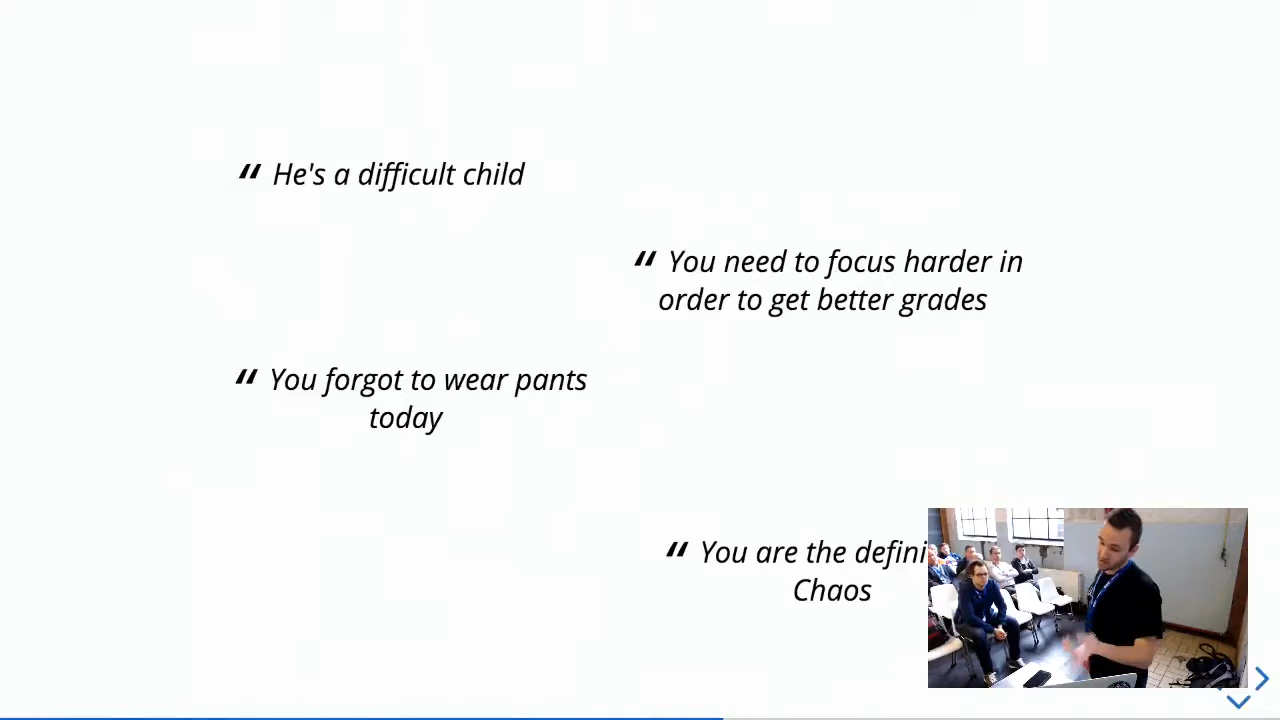 “ He's a difficult child
“ You need to focus harder in
order to get better grades
“ You forgot to wear pants
today
“ You are the
Chaos